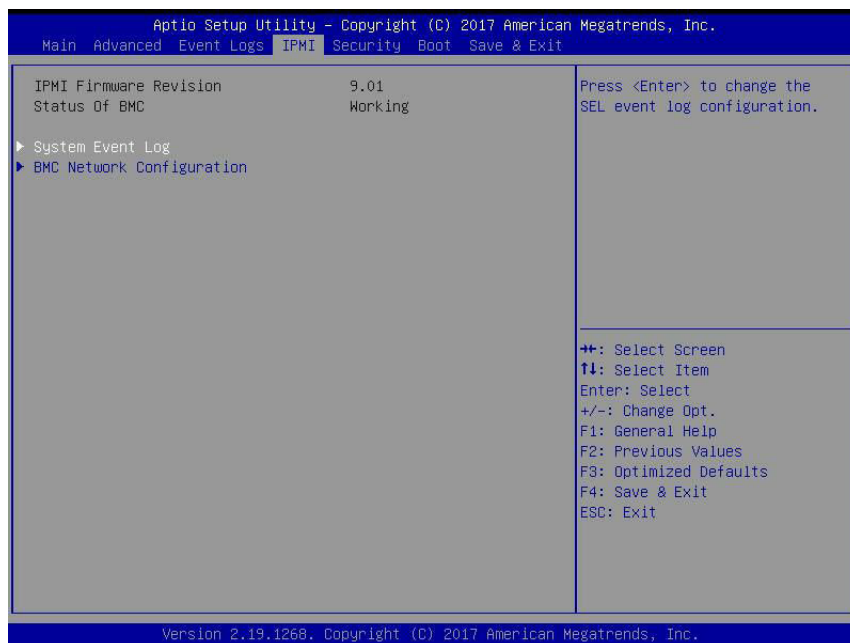 Aptio Setup Utility – Copyright (C) 2017 American Megatrends, Inc.
Main Advanced Event Logs IPMI Security Boot Save & Exit
IPMI Firmware Revision 9.01
Status Of BMC Working
▶ System Event Log
▶ BMC Network Configuration
Press <Enter> to change the
SEL event log configuration.
→←: Select Screen
↑↓: Select Item
Enter: Select
+/-: Change Opt.
F1: General Help
F2: Previous Values
F3: Optimized Defaults
F4: Save & Exit
ESC: Exit
Version 2.19.1268. Copyright (C) 2017 American Megatrends, Inc.